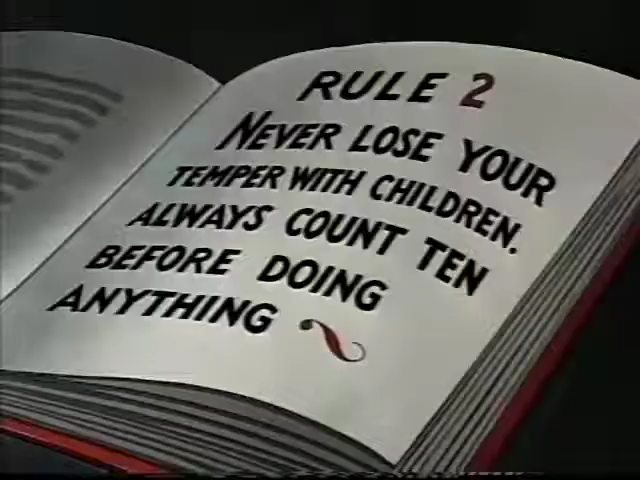 RULE 2
NEVER LOSE YOUR
TEMPER WITH CHILDREN.
ALWAYS COUNT TEN
BEFORE DOING
ANYTHING